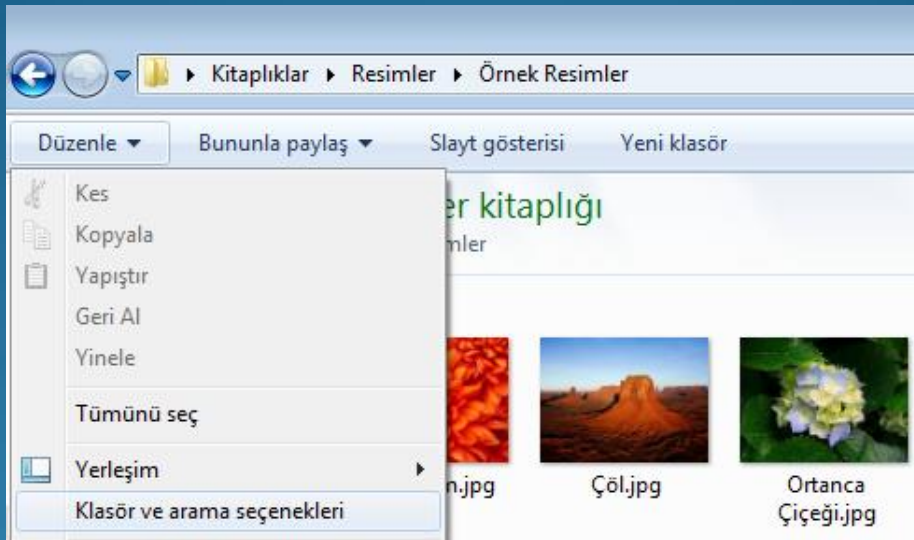 Kitaplıklar Resimler Örnek Resimler
Düzenle Bununla paylaş Slayt gösterisi Yeni klasör
Kes
Kopyala
Yapıştır
Geri Al
Yinele
Tümünü seç
Yerleşim
Klasör ve arama seçenekleri
er kitaplığı
mler
n.jpg
Çöl.jpg
Ortanca
Çiçeği.jpg